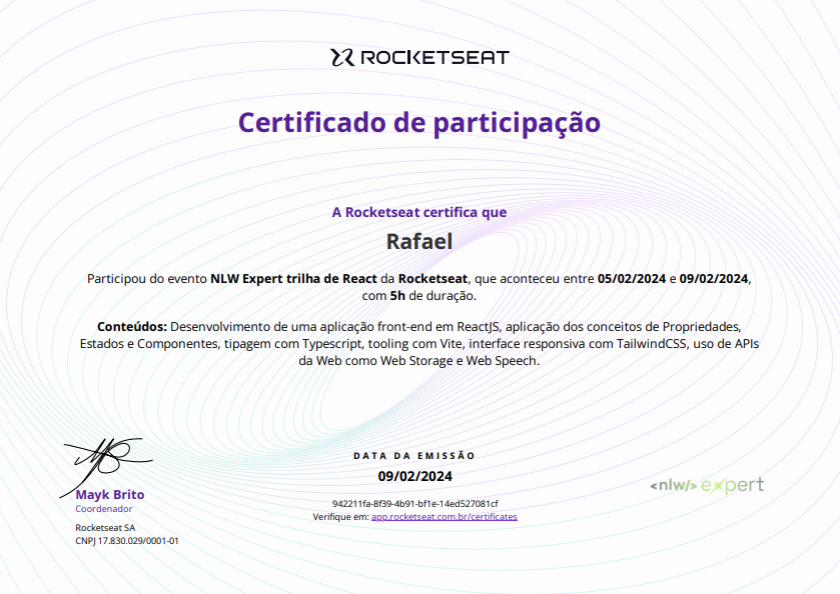 ROCKETSEAT
Certificado de participação
A Rocketseat certifica que
Rafael
Participou do evento NLW Expert trilha de React da Rocketseat, que aconteceu entre 05/02/2024 e 09/02/2024,
com 5h de duração.
Conteúdos: Desenvolvimento de uma aplicação front-end em ReactJS, aplicação dos conceitos de Propriedades,
Estados e Componentes, tipagem com Typescript, tooling com Vite, interface responsiva com TailwindCSS, uso de APIs
da Web como Web Storage e Web Speech.
Mayk Brito
Coordenador
Rocketseat SA
CNPJ 17.830.029/0001-01
DATA DA EMISSÃO
09/02/2024
942211fa-8f39-4b91-bf1e-14ed527081cf
Verifique em: app.rocketseat.com.br/certificates
<nlw/> expert